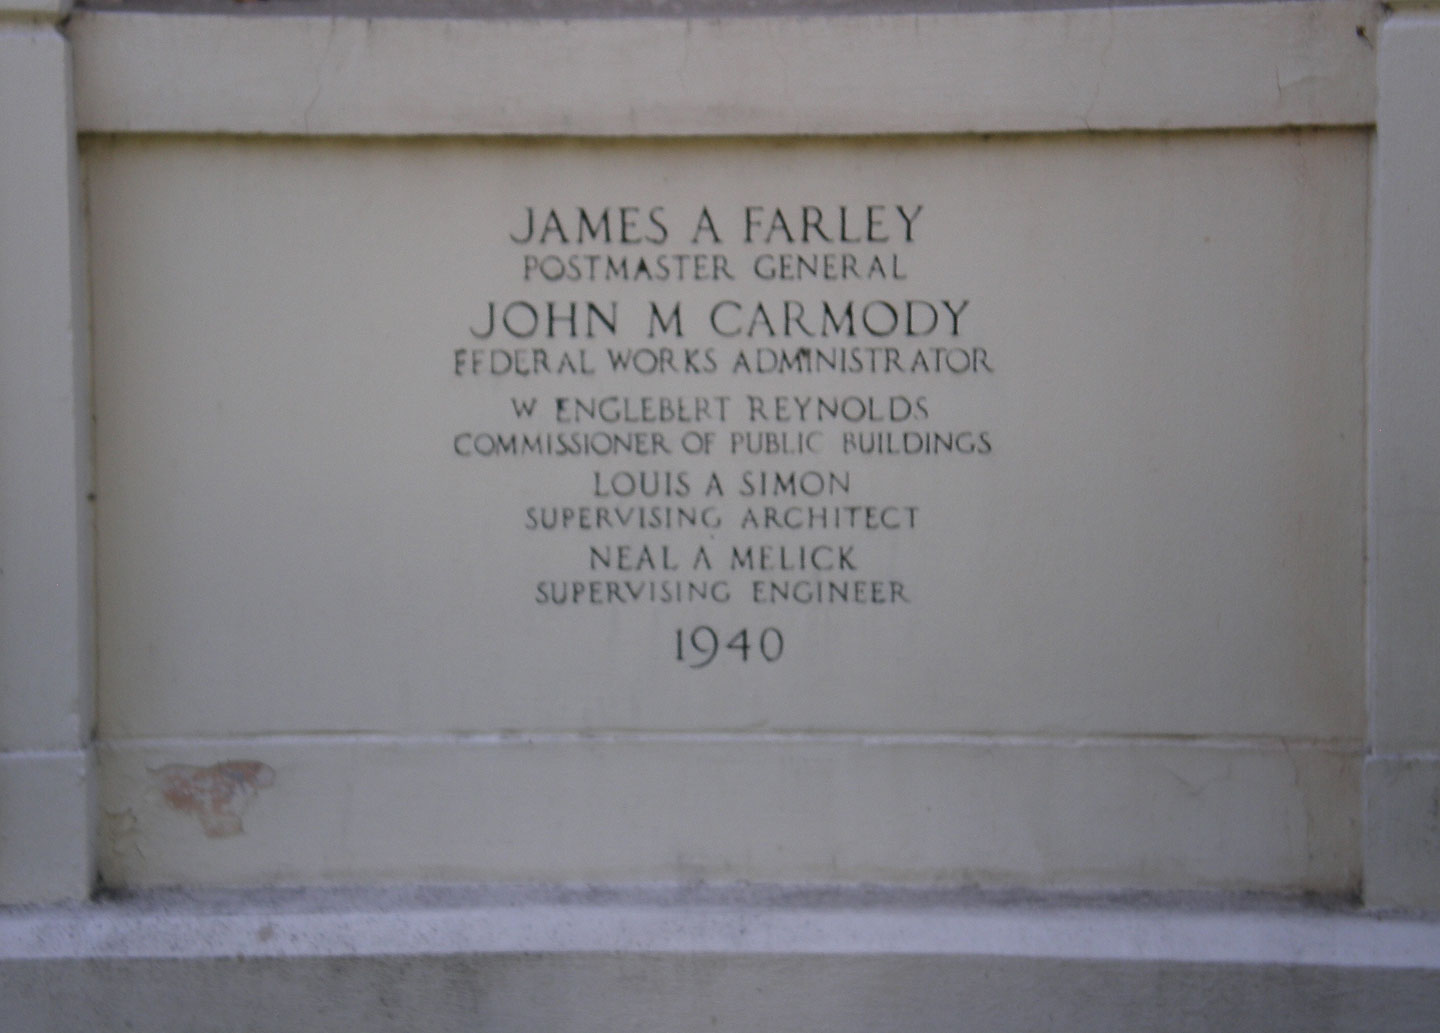 JAMES A FARLEY
POSTMASTER GENERAL
JOHN M CARMODY
FEDERAL WORKS ADMINISTRATOR
W ENGLEBERT REYNOLDS
COMMISSIONER OF PUBLIC BUILDINGS
LOUIS A SIMON
SUPERVISING ARCHITECT
NEAL A MELICK
SUPERVISING ENGINEER
1940